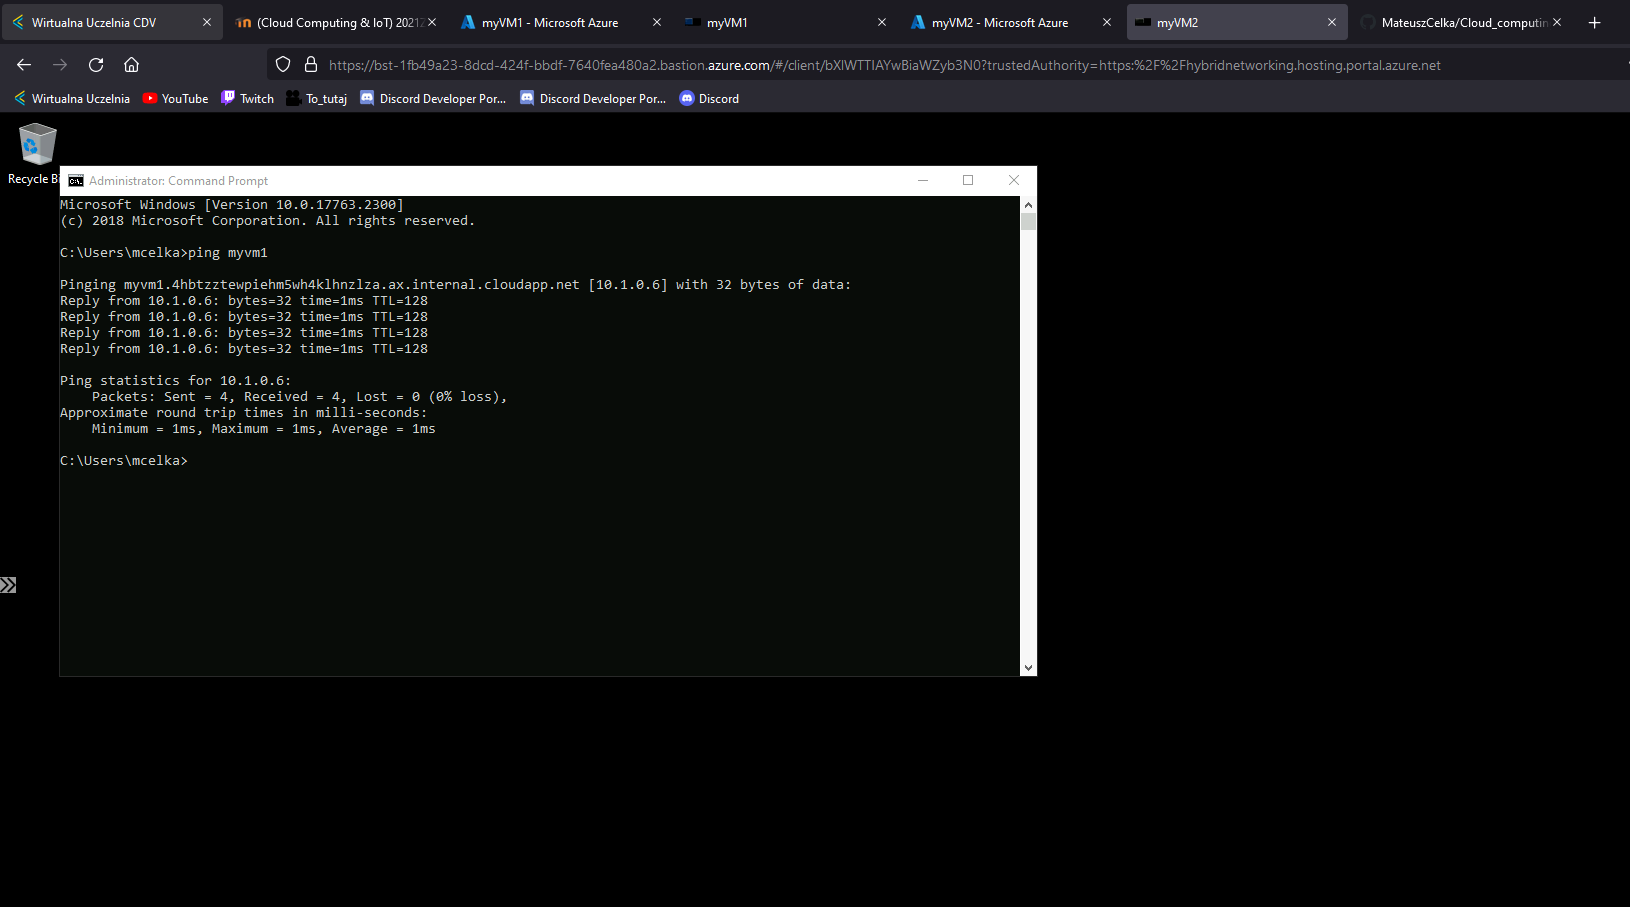 Wirtualna Uczelnia CDV
(Cloud Computing & IoT) 20212
myVM1 - Microsoft Azure
myVM1
myVM2 - Microsoft Azure
myVM2
MateuszCelka/Cloud_computin
https://bst-1fb49a23-8dcd-424f-bbdf-7640fea480a2.bastion.azure.com/#/client/bXlWTTIAYwBiaWZyb3N0?trustedAuthority=https:%2F%2Fhybridnetworking.hosting.portal.azure.net
Wirtualna Uczelnia
YouTube
Twitch
To_tutaj
Discord Developer Por...
Discord Developer Por...
Discord
Recycle Bi
Administrator: Command Prompt
Microsoft Windows [Version 10.0.17763.2300]
(c) 2018 Microsoft Corporation. All rights reserved.
C:\Users\mcelka>ping myvm1
Pinging myvm1.4hbtzztewpiehm5wh4klhnzlza.ax.internal.cloudapp.net [10.1.0.6] with 32 bytes of data:
Reply from 10.1.0.6: bytes=32 time=1ms TTL=128
Reply from 10.1.0.6: bytes=32 time=1ms TTL=128
Reply from 10.1.0.6: bytes=32 time=1ms TTL=128
Reply from 10.1.0.6: bytes=32 time=1ms TTL=128
Ping statistics for 10.1.0.6:
Packets: Sent = 4, Received = 4, Lost = 0 (0% loss),
Approximate round trip times in milli-seconds:
Minimum = 1ms, Maximum = 1ms, Average = 1ms
C:\Users\mcelka>